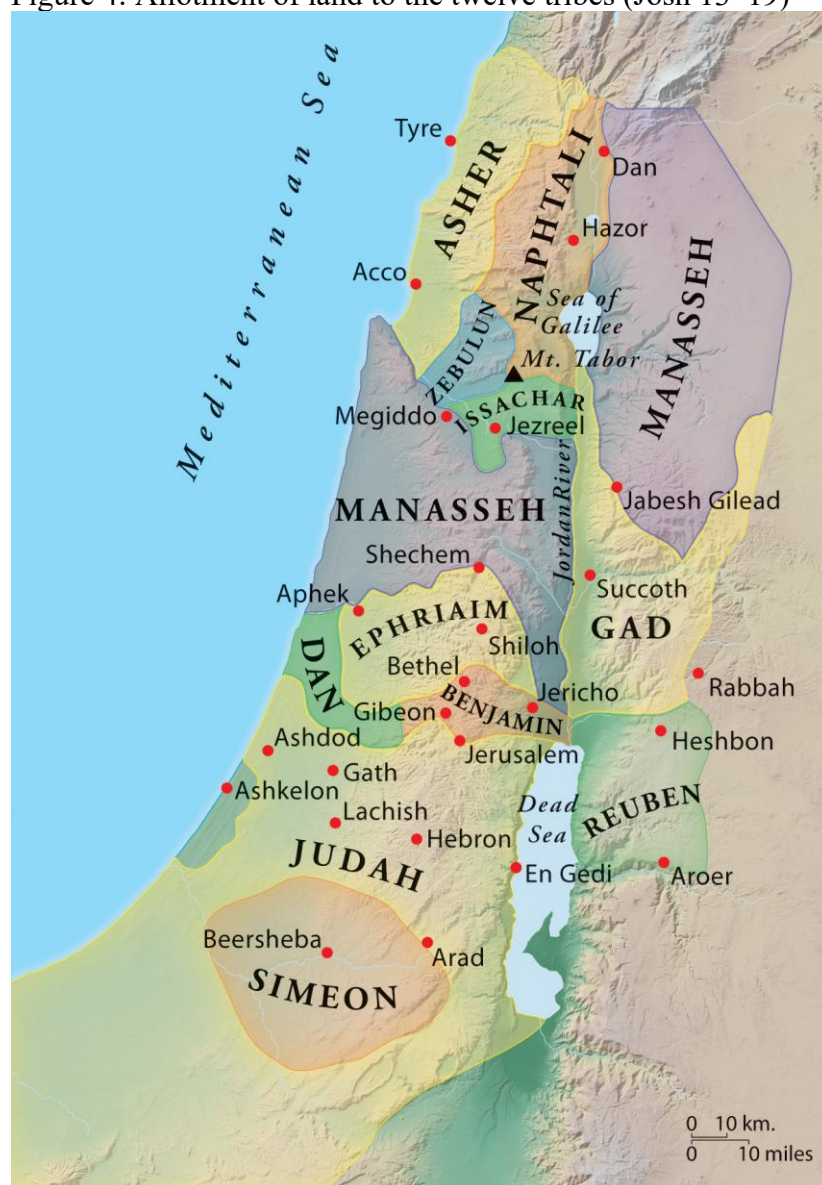 Figure 4: Allotment of land to the twelve tribes (Josh 13–19)
Mediterranean Sea
Tyre
ASHER
NAPHTALI
Dan
Hazor
Acco
Sea of
Galilee
MANASSEH
ZEBULUN
Mt. Tabor
ISSACHAR
Megiddo
Jezreel
Jordan River
MANASSEH
Jabesh Gilead
Shechem
Succoth
Aphek
EPHRIAIM
GAD
Shiloh
DAN
Bethel
Rabbah
BENJAMIN
Jericho
Gibeon
Heshbon
Ashdod
Jerusalem
Gath
Ashkelon
Dead
Sea
REUBEN
Lachish
Hebron
JUDAH
En Gedi
Aroer
Beersheba
Arad
SIMEON
0 10 km.
0 10 miles